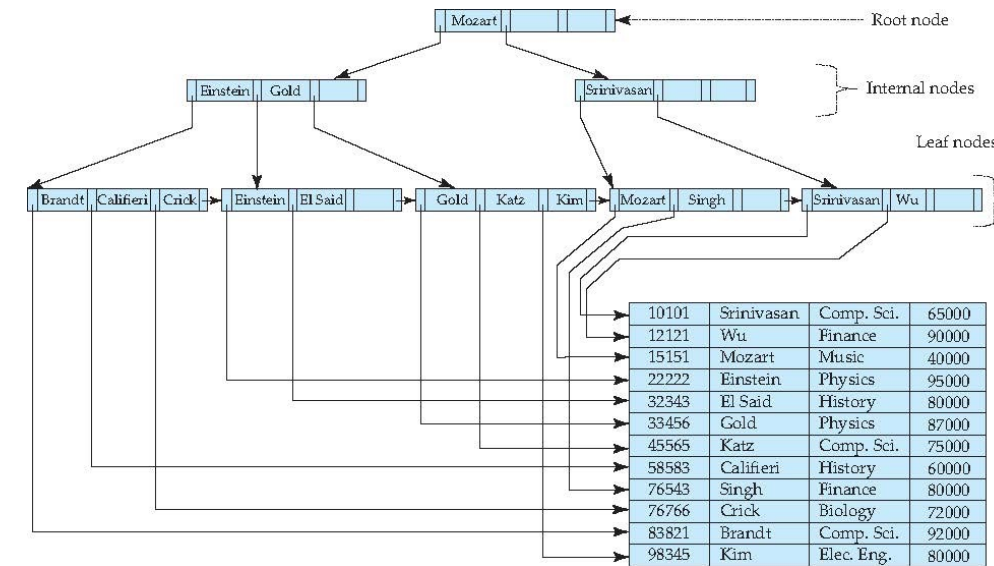 Mozart
Root node
Einstein Gold
Srinivasan
Internal nodes
Leaf nodes
Brandt Califieri Crick
Einstein El Said
Gold Katz Kim
Mozart Singh
Srinivasan Wu
10101 Srinivasan Comp. Sci. 65000
12121 Wu Finance 90000
15151 Mozart Music 40000
22222 Einstein Physics 95000
32343 El Said History 80000
33456 Gold Physics 87000
45565 Katz Comp. Sci. 75000
58583 Califieri History 60000
76543 Singh Finance 80000
76766 Crick Biology 72000
83821 Brandt Comp. Sci. 92000
98345 Kim Elec. Eng. 80000